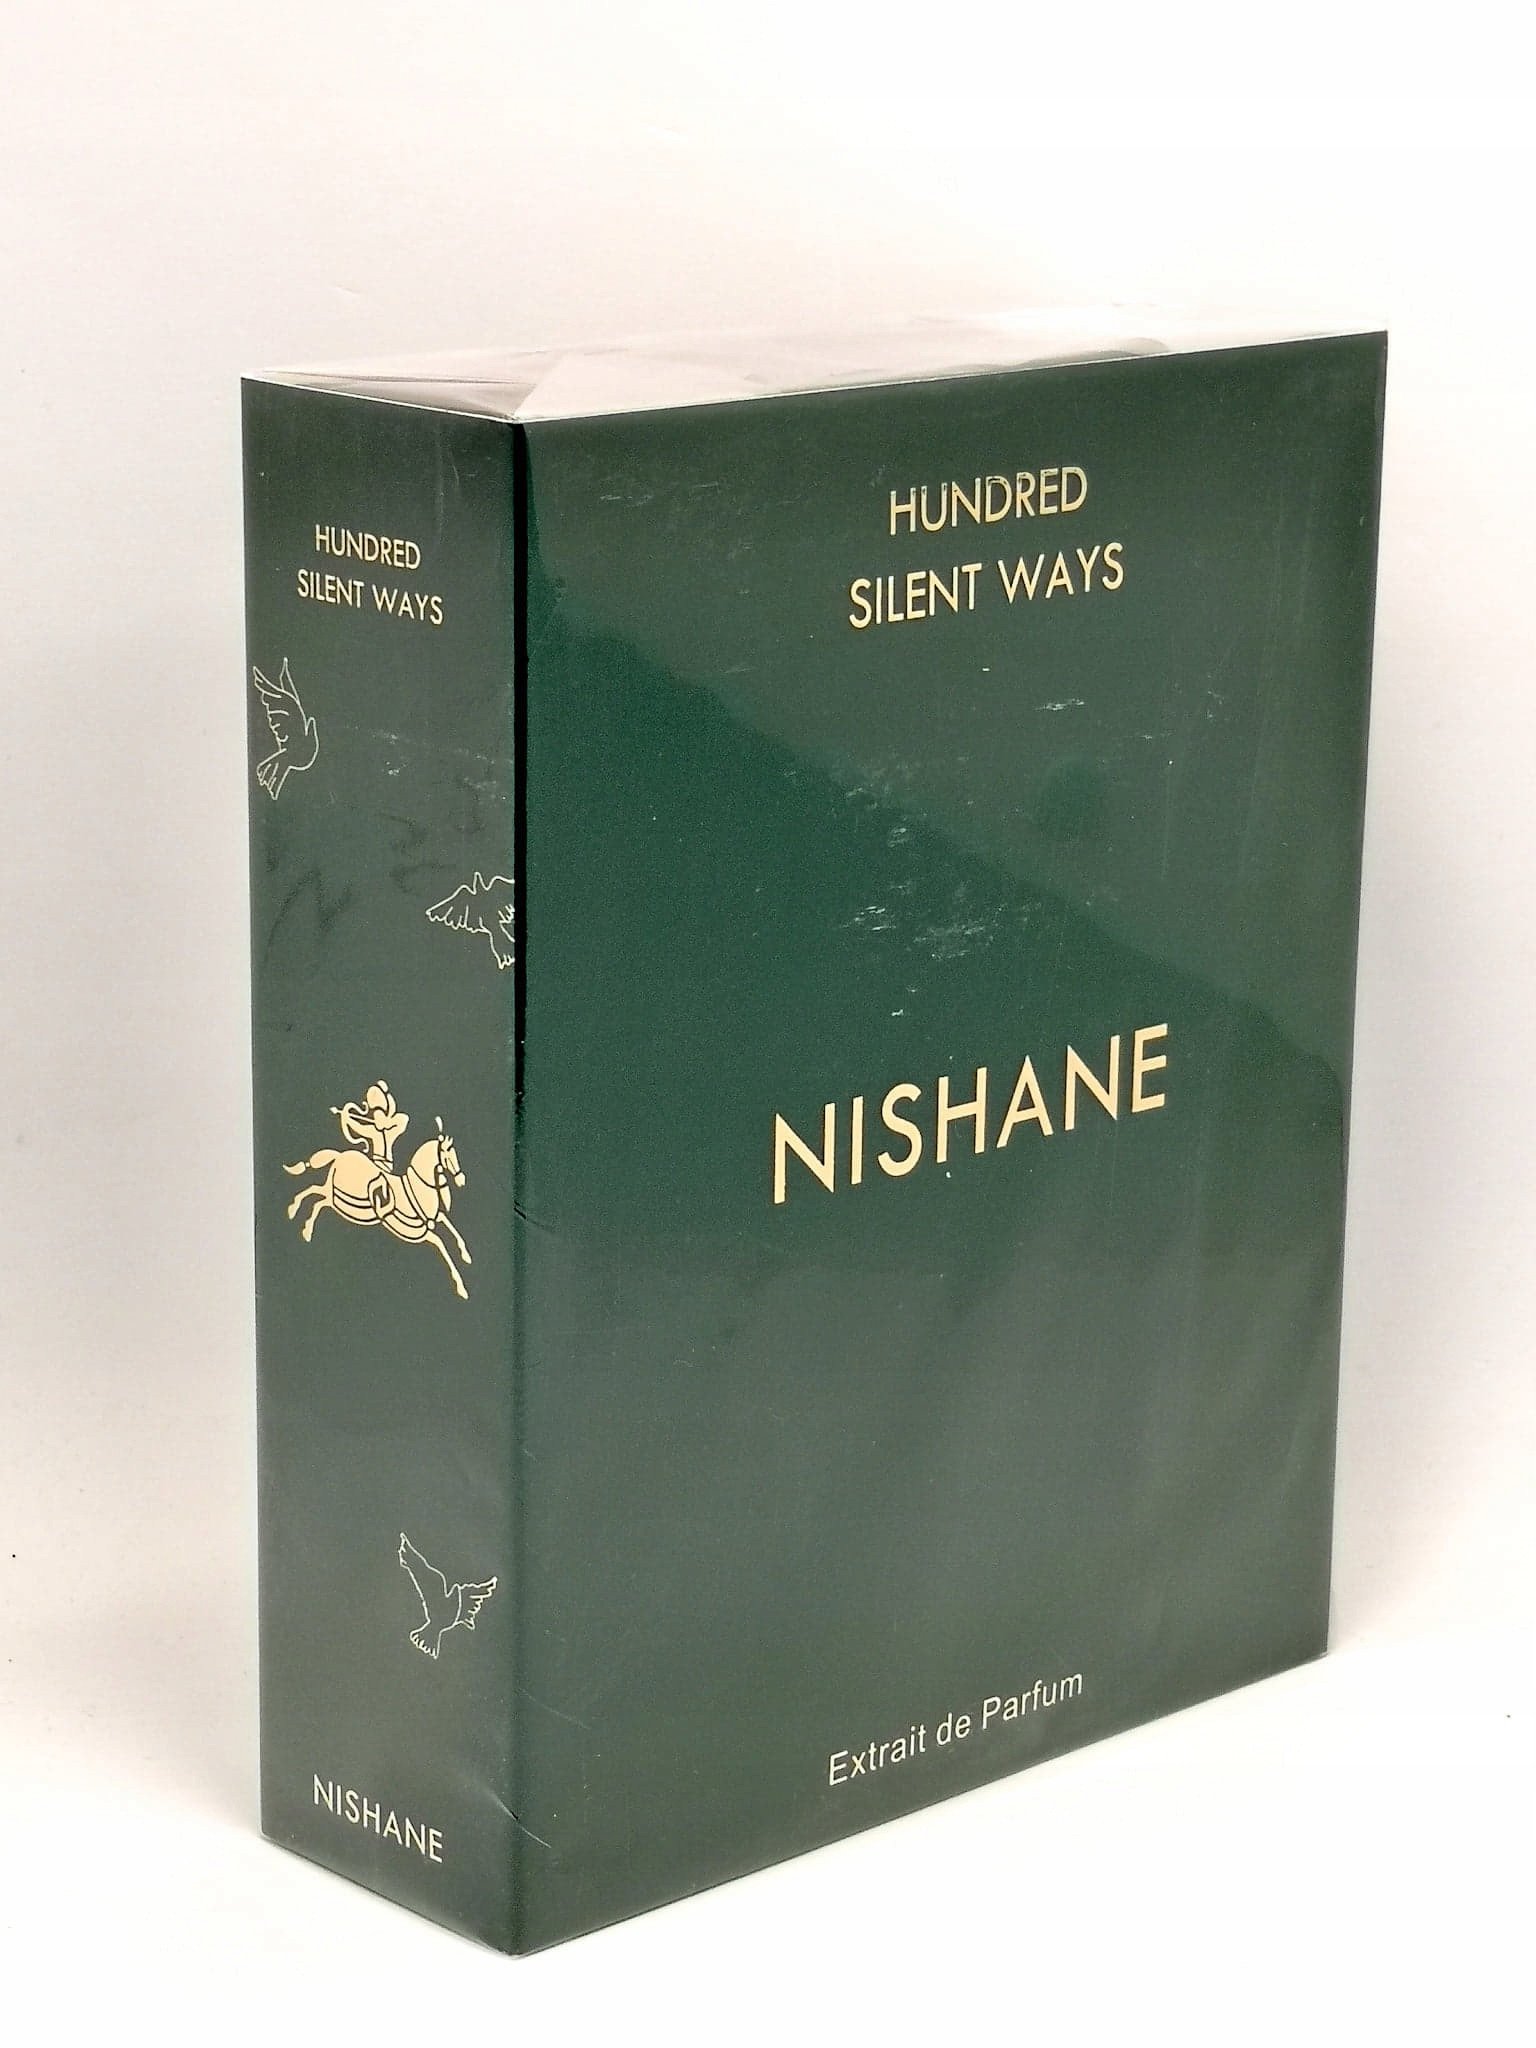 HUNDRED
SILENT WAYS
NISHANE
HUNDRED
SILENT WAYS
NISHANE
Extrait de Parfum